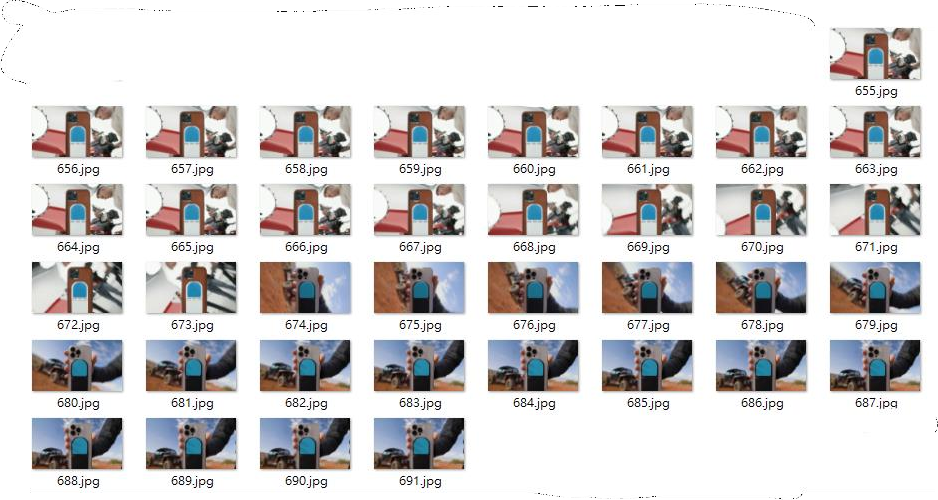 655.jpg
656.jpg 657.jpg 658.jpg 659.jpg 660.jpg 661.jpg 662.jpg 663.jpg
664.jpg 665.jpg 666.jpg 667.jpg 668.jpg 669.jpg 670.jpg 671.jpg
672.jpg 673.jpg 674.jpg 675.jpg 676.jpg 677.jpg 678.jpg 679.jpg
680.jpg 681.jpg 682.jpg 683.jpg 684.jpg 685.jpg 686.jpg 687.jpg
688.jpg 689.jpg 690.jpg 691.jpg